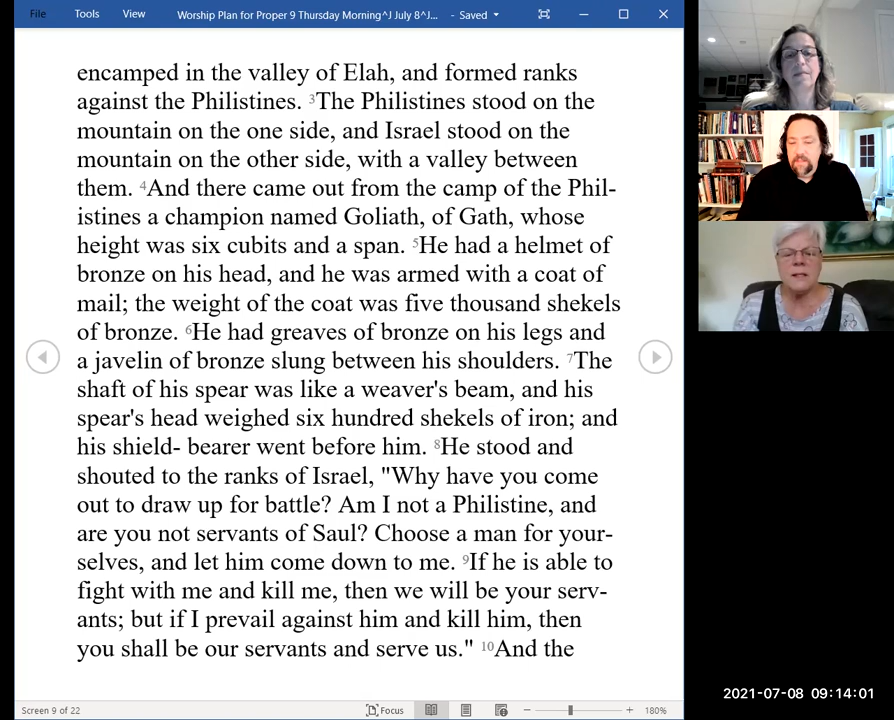 File Tools View Worship Plan for Proper 9 Thursday Morning^J July 8^J... - Saved
encamped in the valley of Elah, and formed ranks
against the Philistines. 3The Philistines stood on the
mountain on the one side, and Israel stood on the
mountain on the other side, with a valley between
them. 4And there came out from the camp of the Phil-
istines a champion named Goliath, of Gath, whose
height was six cubits and a span. 5He had a helmet of
bronze on his head, and he was armed with a coat of
mail; the weight of the coat was five thousand shekels
of bronze. 6He had greaves of bronze on his legs and
a javelin of bronze slung between his shoulders. 7The
shaft of his spear was like a weaver's beam, and his
spear's head weighed six hundred shekels of iron; and
his shield- bearer went before him. 8He stood and
shouted to the ranks of Israel, "Why have you come
out to draw up for battle? Am I not a Philistine, and
are you not servants of Saul? Choose a man for your-
selves, and let him come down to me. 9If he is able to
fight with me and kill me, then we will be your serv-
ants; but if I prevail against him and kill him, then
you shall be our servants and serve us." 10And the
2021-07-08 09:14:01
Screen 9 of 22 Focus 180%